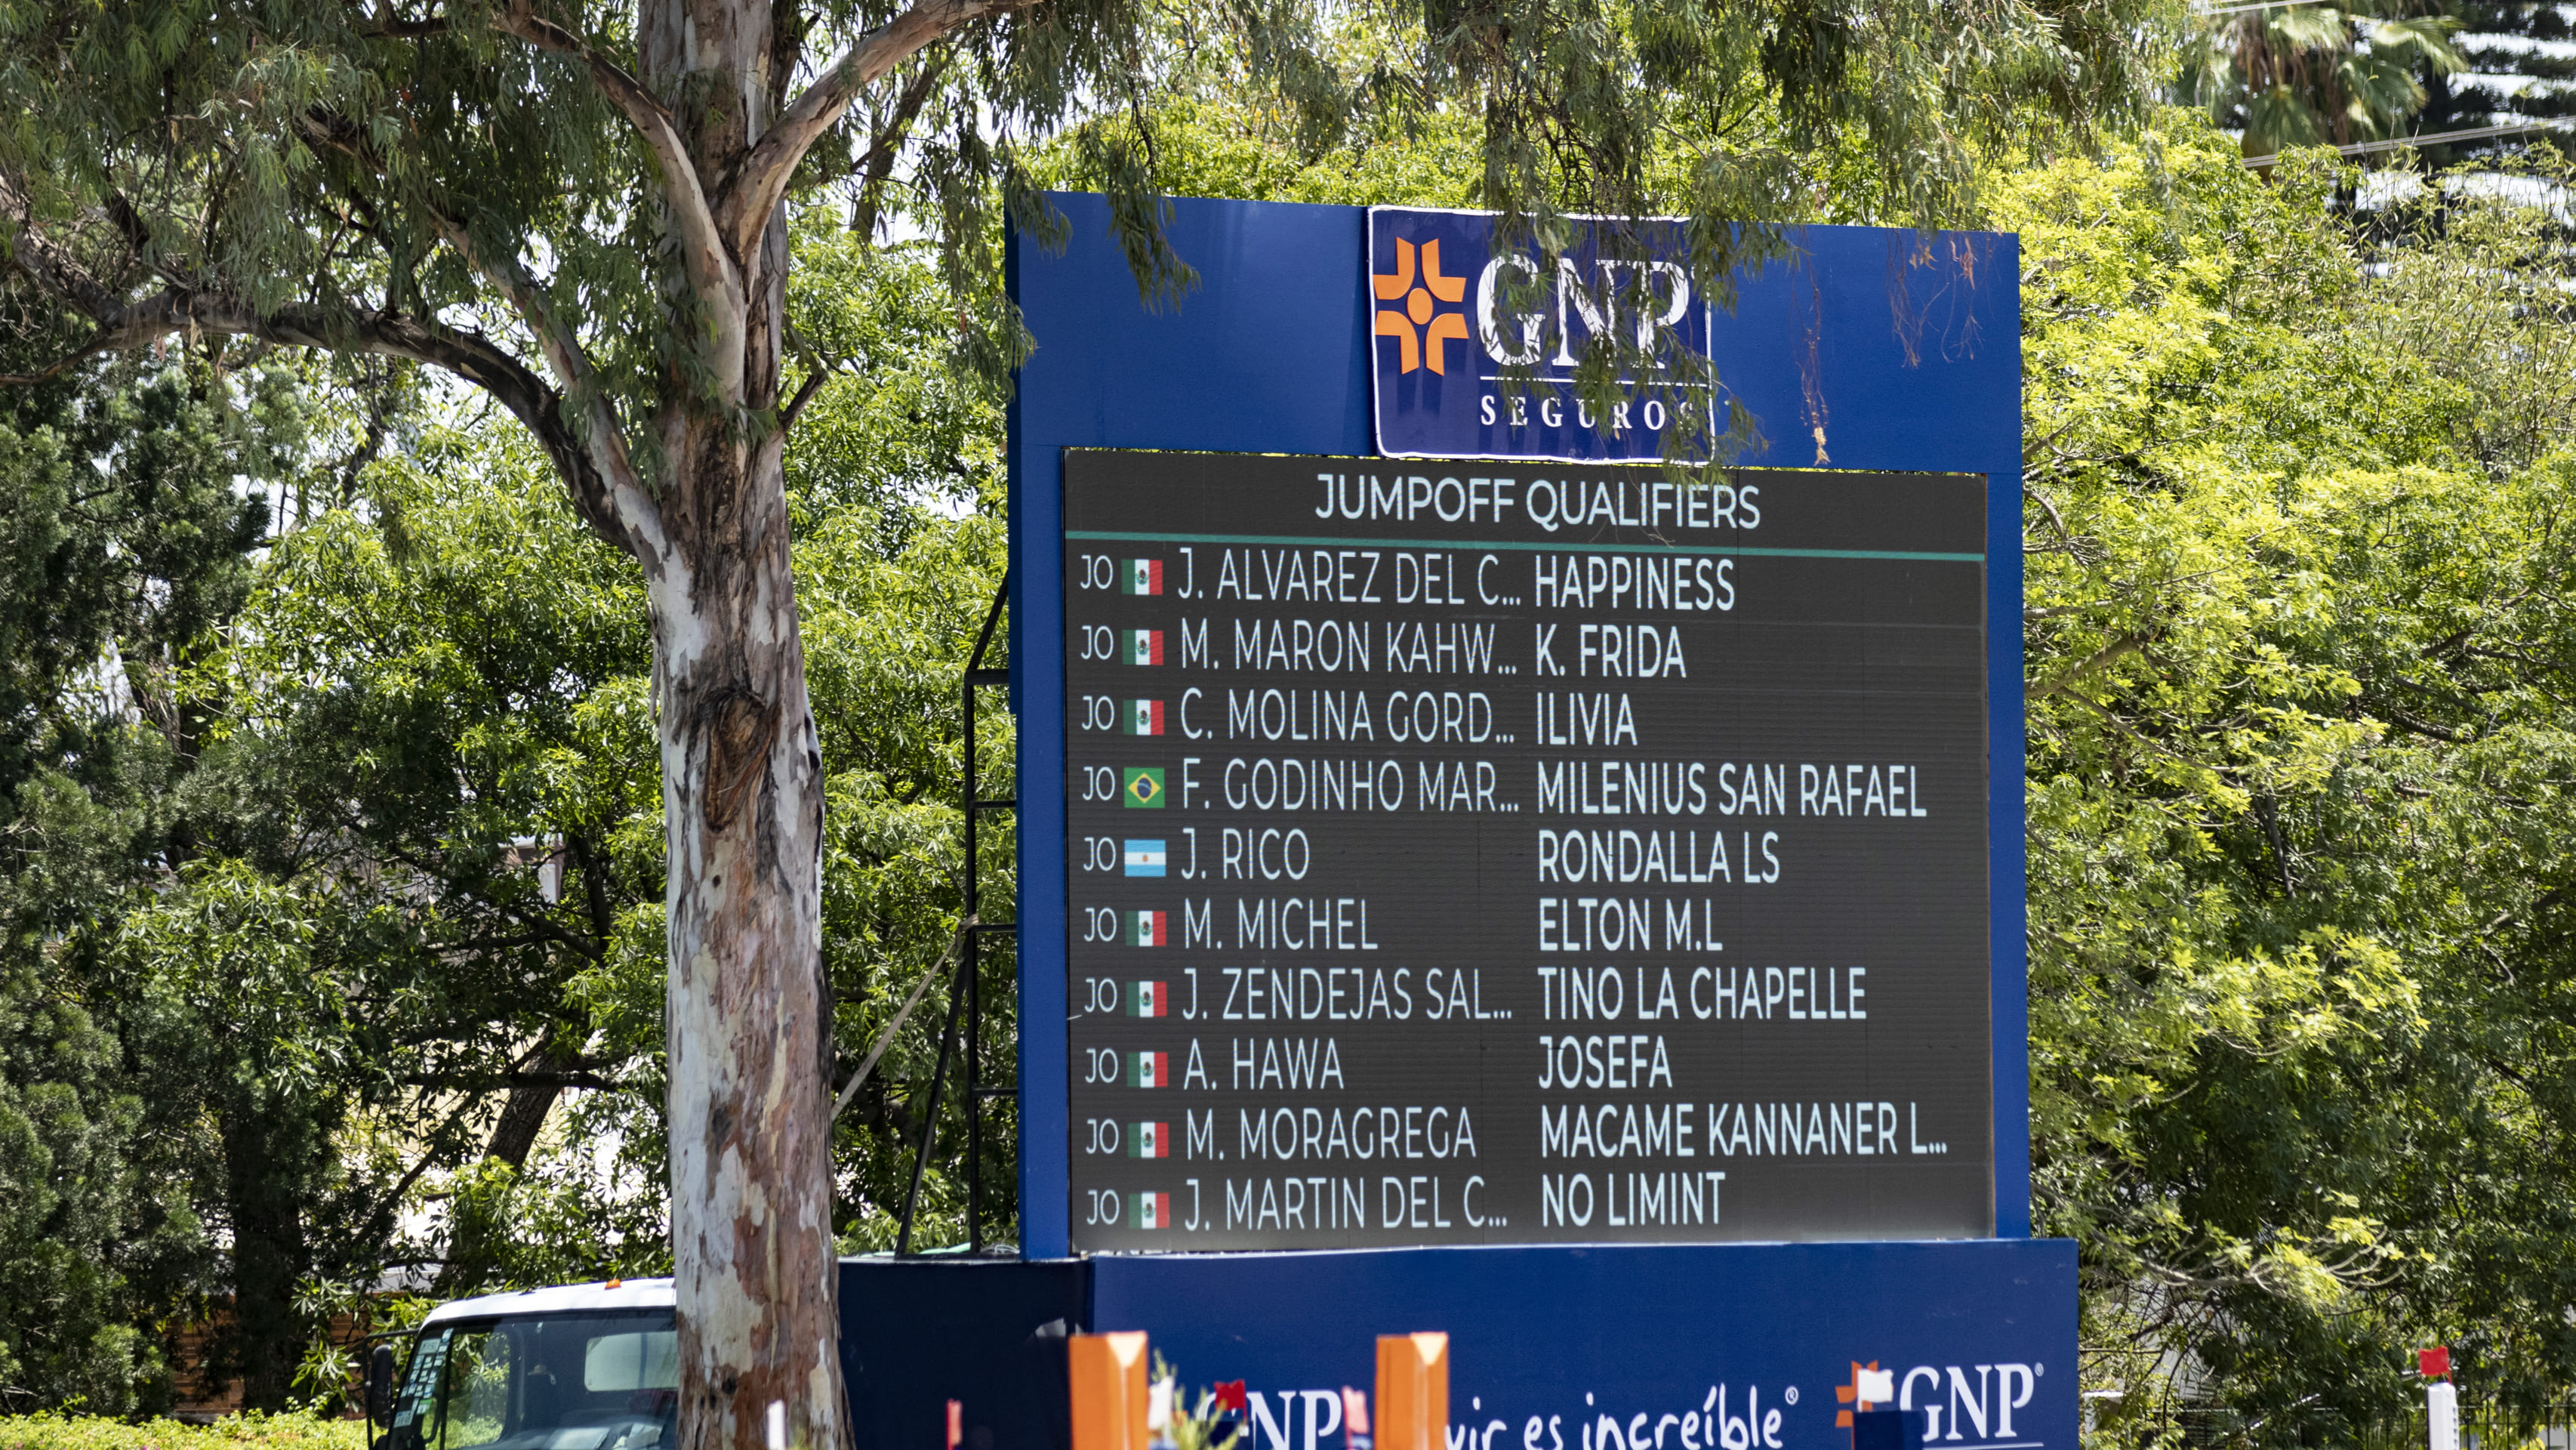 GNP
SEGUROS
JUMPOFF QUALIFIERS
JO J. ALVAREZ DEL C... HAPPINESS
JO M. MARON KAHW... K. FRIDA
JO C. MOLINA GORD... ILIVIA
JO F. GODINHO MAR... MILENIUS SAN RAFAEL
JO J. RICO RONDALLA LS
JO M. MICHEL ELTON M.L
JO J. ZENDEJAS SAL... TINO LA CHAPELLE
JO A. HAWA JOSEFA
JO M. MORAGREGA MACAME KANNANER L...
JO J. MARTIN DEL C... NO LIMINT
GNP es increíble® GNP®